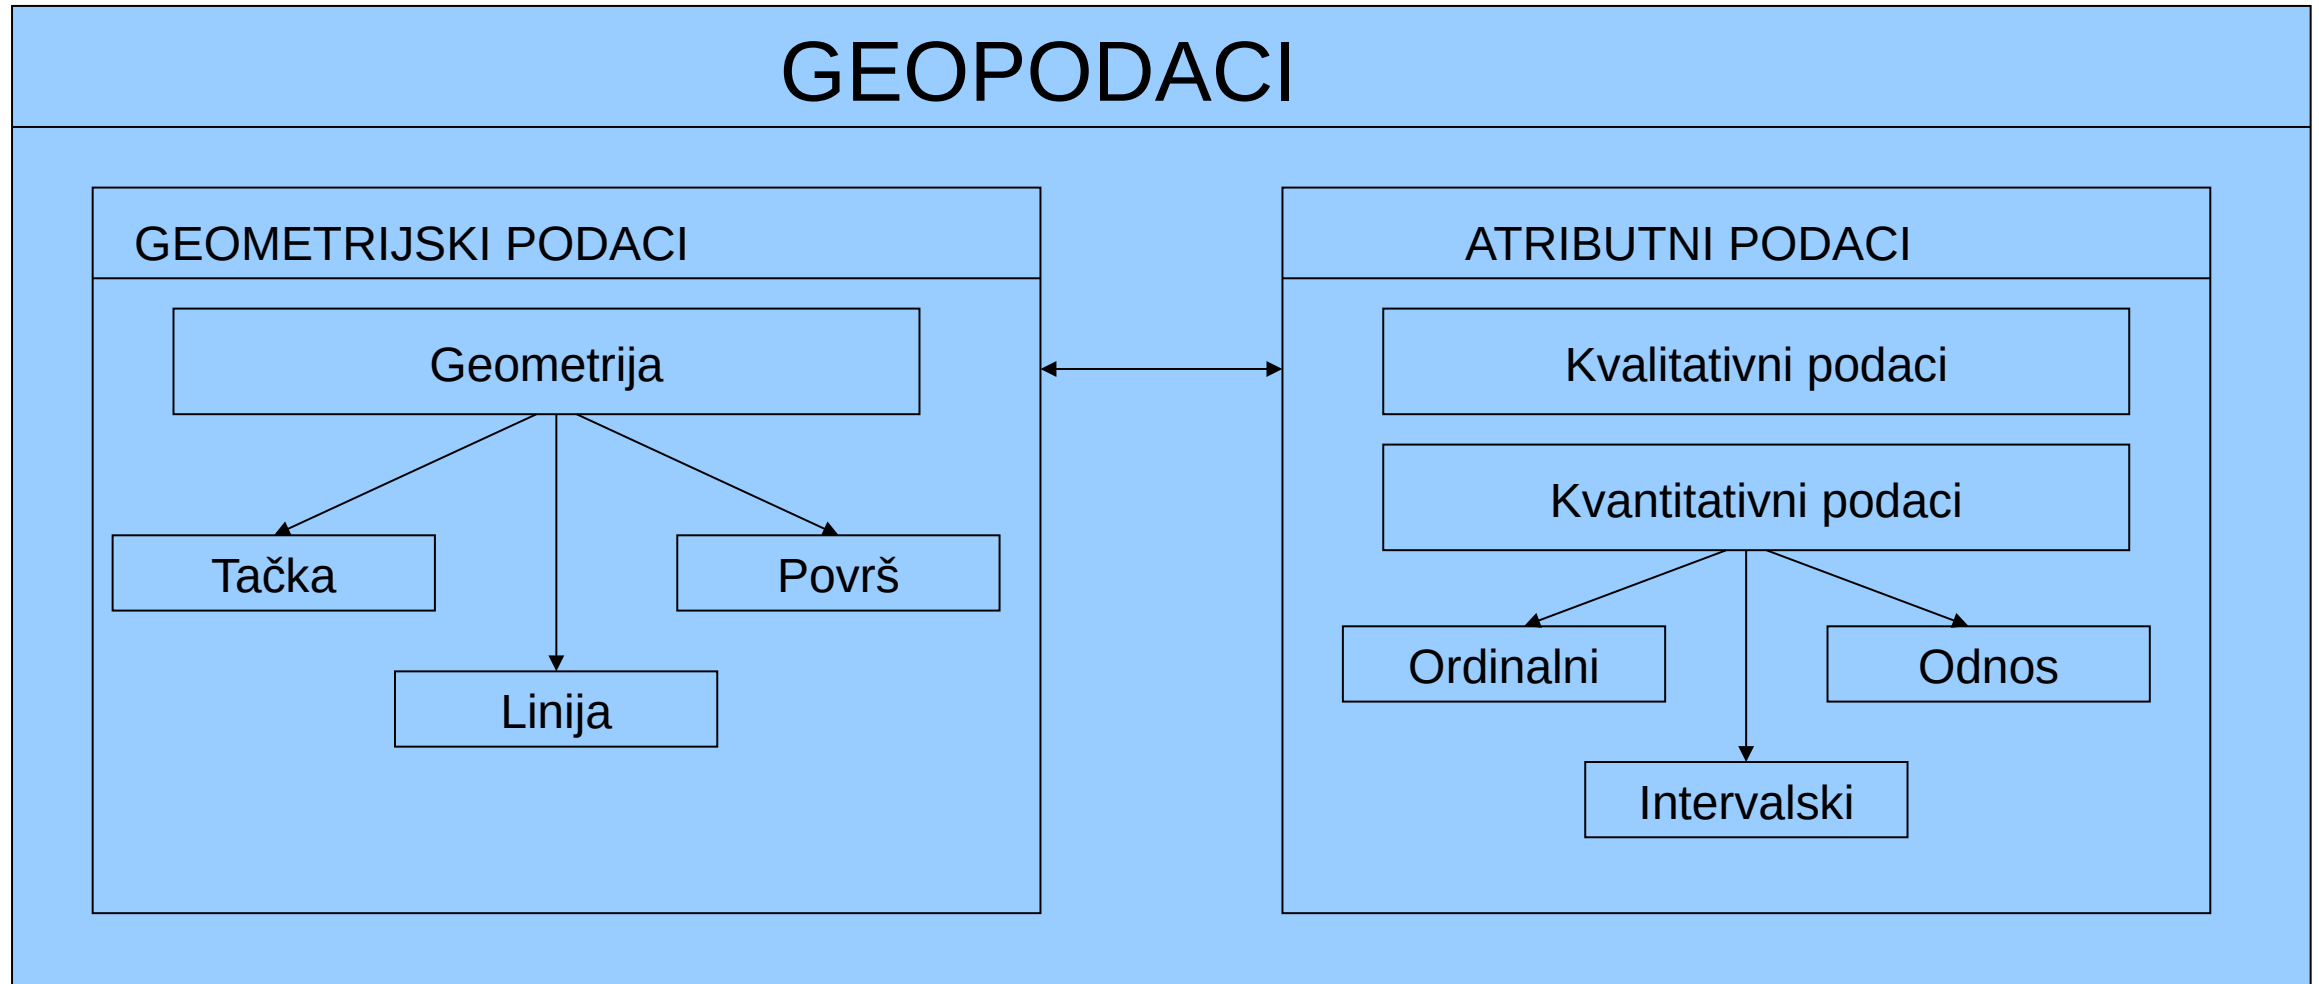 GEOPODACI
GEOMETRIJSKI PODACI
Geometrija
Tačka
Površ
Linija
ATRIBUTNI PODACI
Kvalitativni podaci
Kvantitativni podaci
Ordinalni
Odnos
Intervalski